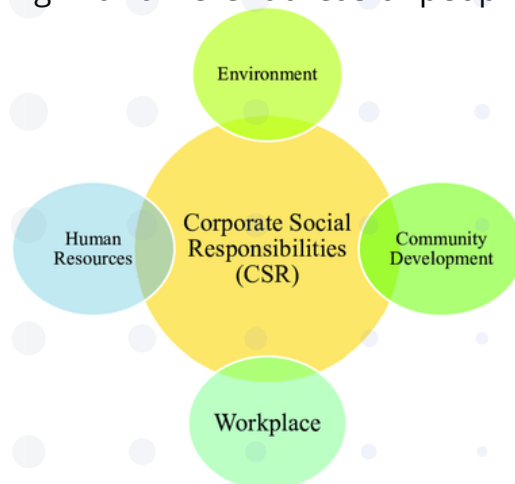 Environment
Corporate Social
Responsibilities
(CSR)
Human
Resources
Community
Development
Workplace